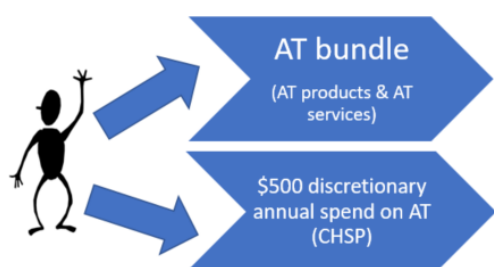 AT bundle
(AT products & AT
services)
$500 discretionary
annual spend on AT
(CHSP)